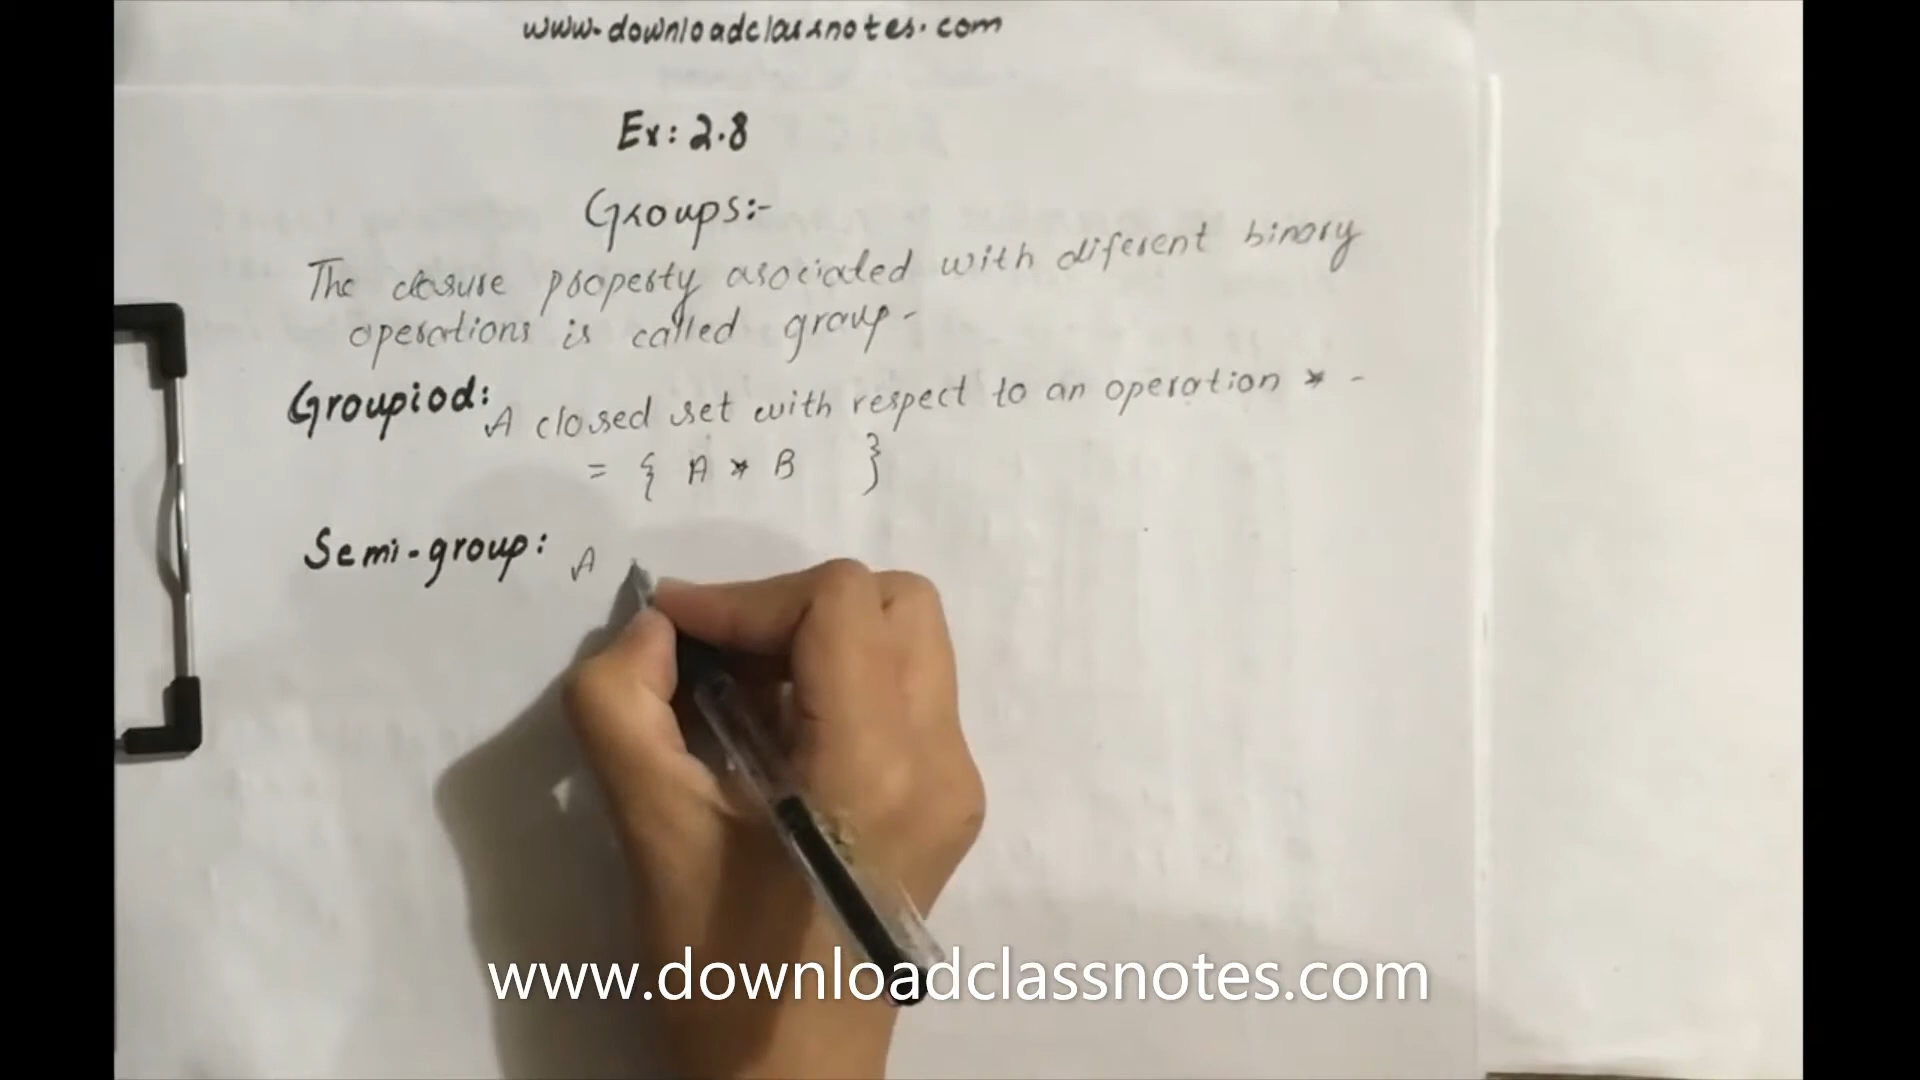 www.downloadclassnotes.com
Ex: 2.8
Groups:-
The closure property asociated with diferent binary
operations is called group-
Groupiod: A closed set with respect to an operation * -
= { A * B }
Semi-group: A
www.downloadclassnotes.com